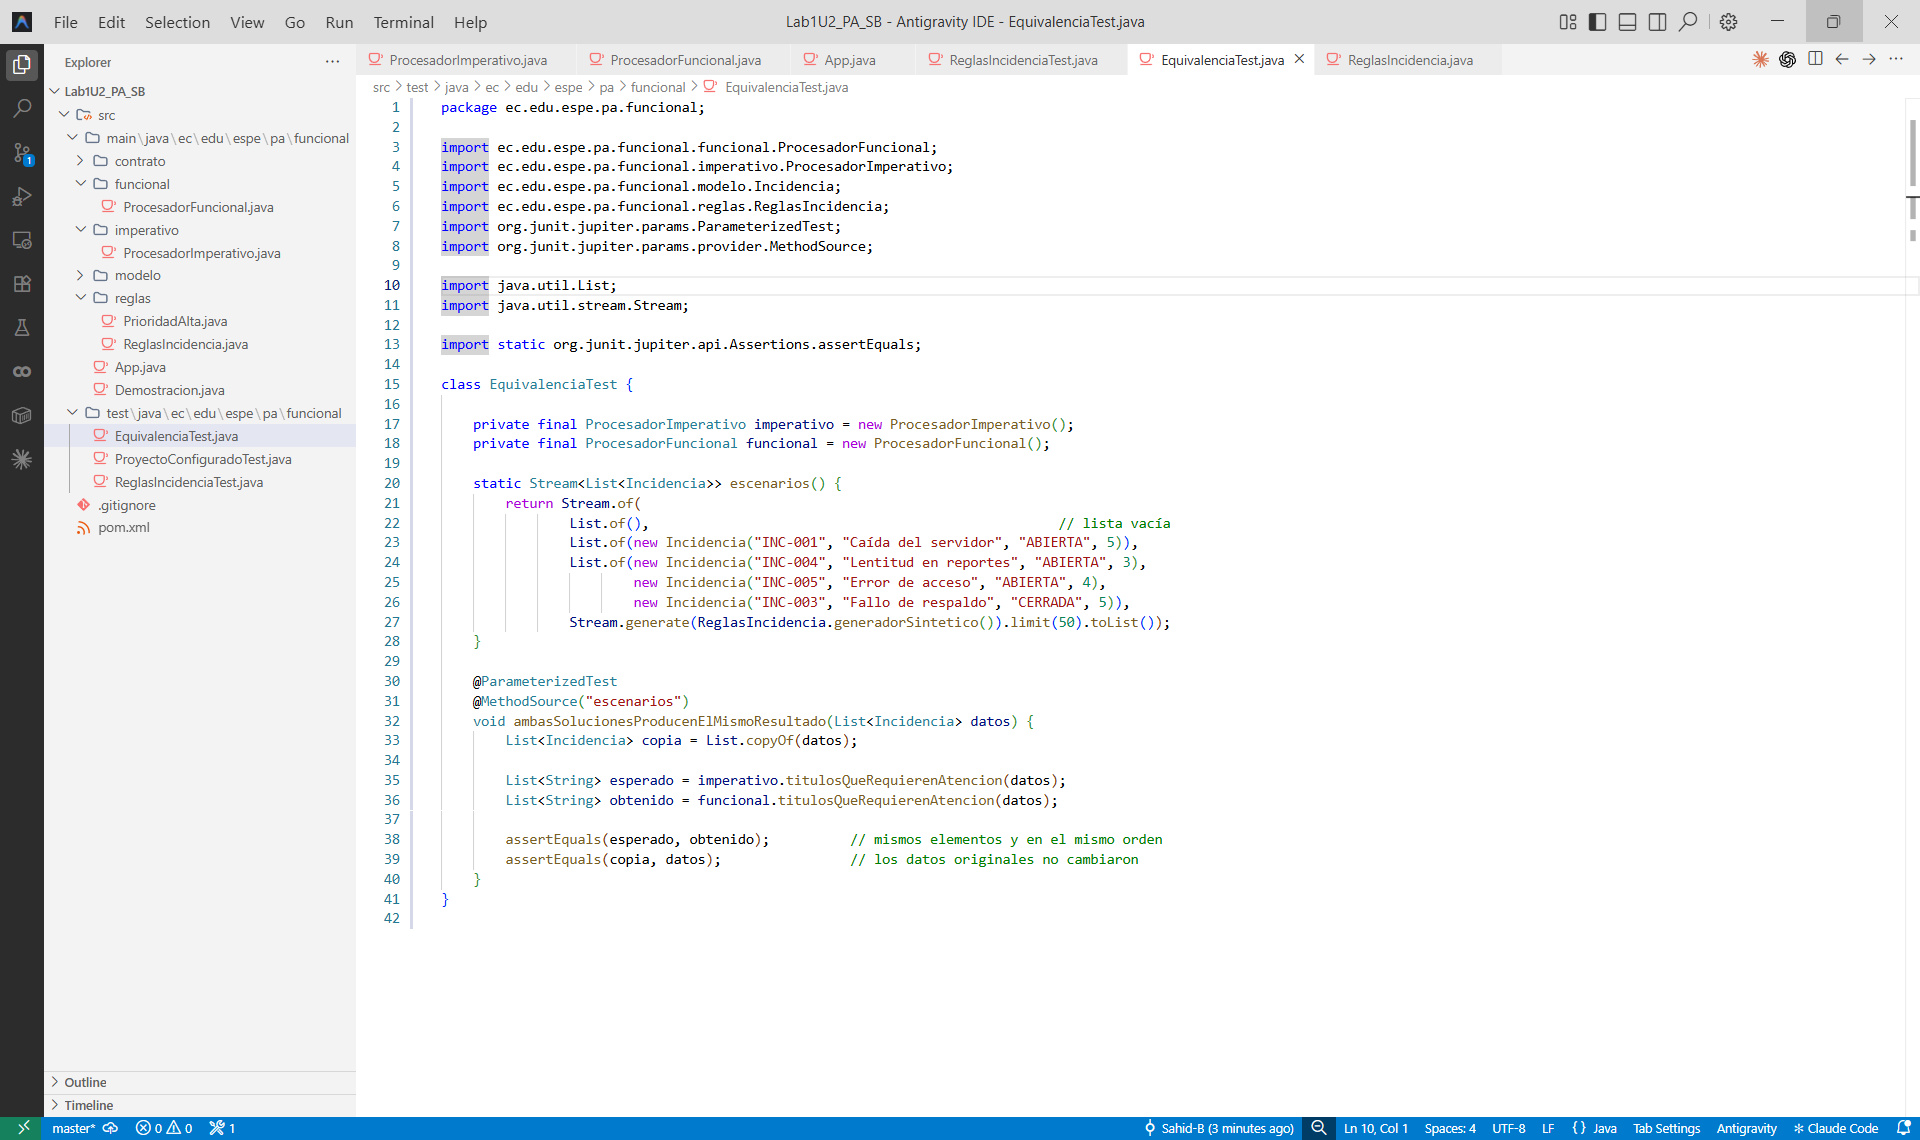 File Edit Selection View Go Run Terminal Help
Lab1U2_PA_SB - Antigravity IDE - EquivalenciaTest.java
Explorer
Lab1U2_PA_SB
src
main\java\ec\edu\espe\pa\funcional
contrato
funcional
ProcesadorFuncional.java
imperativo
ProcesadorImperativo.java
modelo
reglas
PrioridadAlta.java
ReglasIncidencia.java
App.java
Demostracion.java
test\java\ec\edu\espe\pa\funcional
EquivalenciaTest.java
ProyectoConfiguradoTest.java
ReglasIncidenciaTest.java
.gitignore
pom.xml
Outline
Timeline
ProcesadorImperativo.java ProcesadorFuncional.java App.java ReglasIncidenciaTest.java EquivalenciaTest.java ReglasIncidencia.java
src > test > java > ec > edu > espe > pa > funcional > EquivalenciaTest.java
1 package ec.edu.espe.pa.funcional;
2
3 import ec.edu.espe.pa.funcional.funcional.ProcesadorFuncional;
4 import ec.edu.espe.pa.funcional.imperativo.ProcesadorImperativo;
5 import ec.edu.espe.pa.funcional.modelo.Incidencia;
6 import ec.edu.espe.pa.funcional.reglas.ReglasIncidencia;
7 import org.junit.jupiter.params.ParameterizedTest;
8 import org.junit.jupiter.params.provider.MethodSource;
9
10 import java.util.List;
11 import java.util.stream.Stream;
12
13 import static org.junit.jupiter.api.Assertions.assertEquals;
14
15 class EquivalenciaTest {
16
17 private final ProcesadorImperativo imperativo = new ProcesadorImperativo();
18 private final ProcesadorFuncional funcional = new ProcesadorFuncional();
19
20 static Stream<List<Incidencia>> escenarios() {
21 return Stream.of(
22 List.of(), // lista vacía
23 List.of(new Incidencia("INC-001", "Caída del servidor", "ABIERTA", 5)),
24 List.of(new Incidencia("INC-004", "Lentitud en reportes", "ABIERTA", 3),
25 new Incidencia("INC-005", "Error de acceso", "ABIERTA", 4),
26 new Incidencia("INC-003", "Fallo de respaldo", "CERRADA", 5)),
27 Stream.generate(ReglasIncidencia.generadorSintetico()).limit(50).toList());
28 }
29
30 @ParameterizedTest
31 @MethodSource("escenarios")
32 void ambasSolucionesProducenElMismoResultado(List<Incidencia> datos) {
33 List<Incidencia> copia = List.copyOf(datos);
34
35 List<String> esperado = imperativo.titulosQueRequierenAtencion(datos);
36 List<String> obtenido = funcional.titulosQueRequierenAtencion(datos);
37
38 assertEquals(esperado, obtenido); // mismos elementos y en el mismo orden
39 assertEquals(copia, datos); // los datos originales no cambiaron
40 }
41 }
42
master* 0 0 1 Sahid-B (3 minutes ago) Ln 10, Col 1 Spaces: 4 UTF-8 LF {} Java Tab Settings Antigravity Claude Code